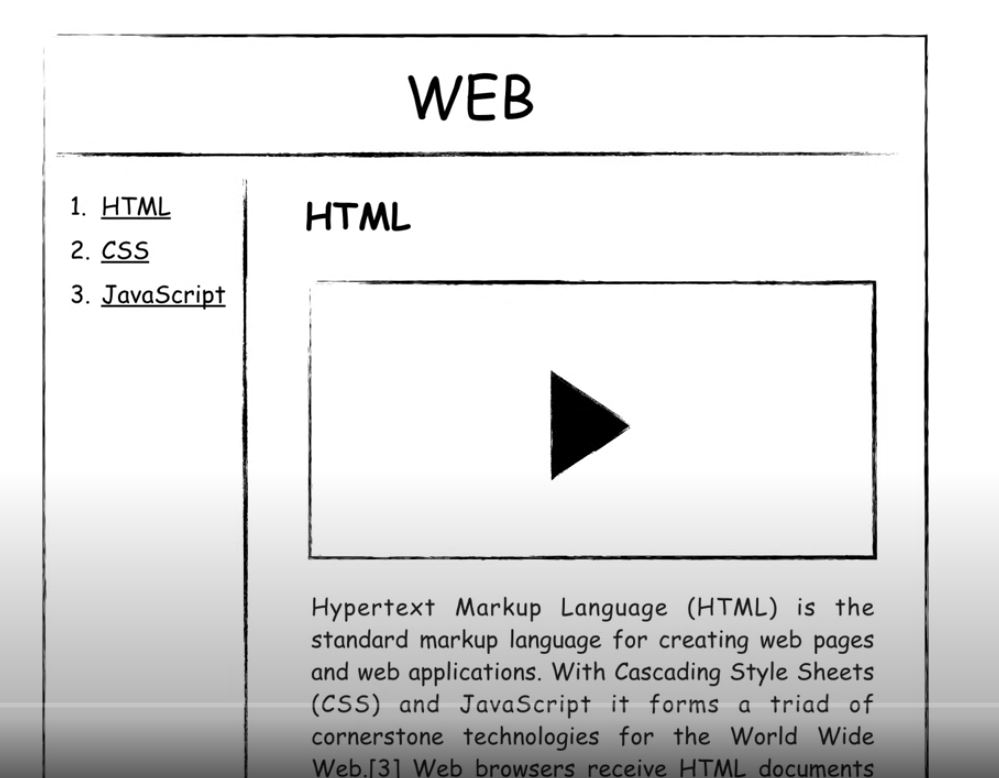 WEB
1. HTML
2. CSS
3. JavaScript
HTML
Hypertext Markup Language (HTML) is the
standard markup language for creating web pages
and web applications. With Cascading Style Sheets
(CSS) and JavaScript it forms a triad of
cornerstone technologies for the World Wide
Web.[3] Web browsers receive HTML documents